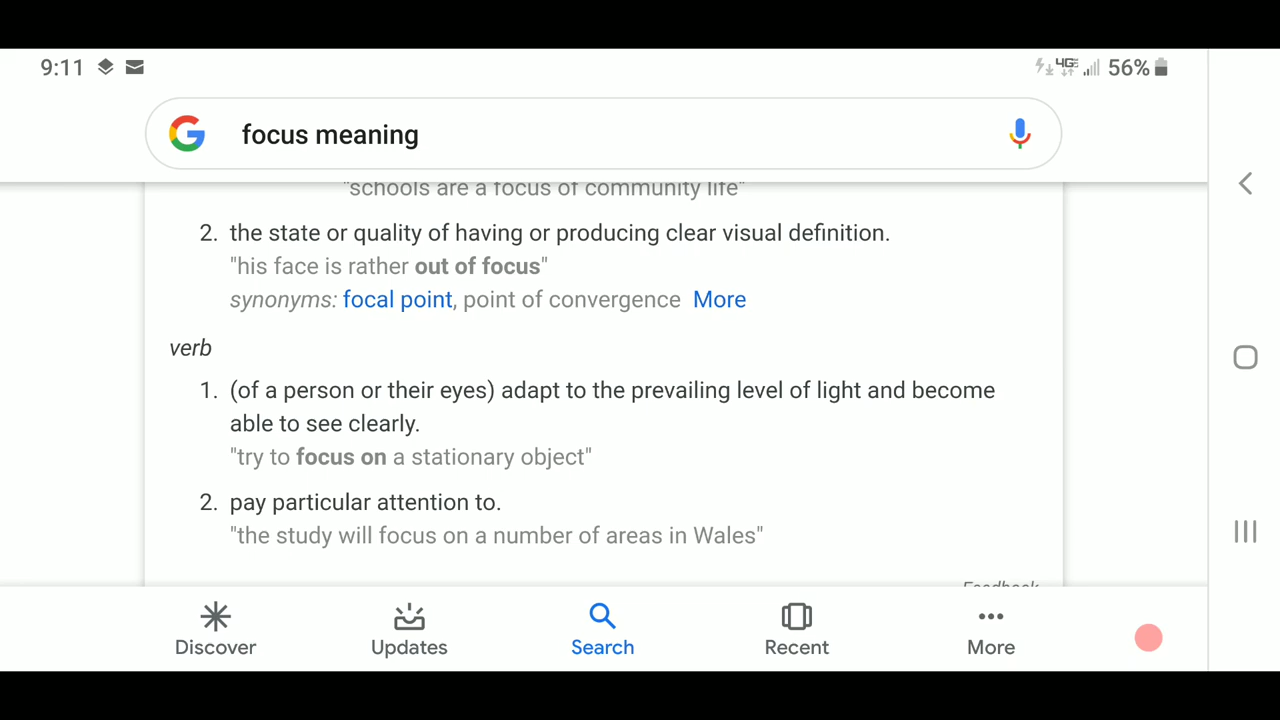 9:11 4G 56%
focus meaning
"schools are a focus of community life"
2. the state or quality of having or producing clear visual definition.
"his face is rather out of focus"
synonyms: focal point, point of convergence More
verb
1. (of a person or their eyes) adapt to the prevailing level of light and become
able to see clearly.
"try to focus on a stationary object"
2. pay particular attention to.
"the study will focus on a number of areas in Wales"
Feedback
Discover Updates Search Recent More